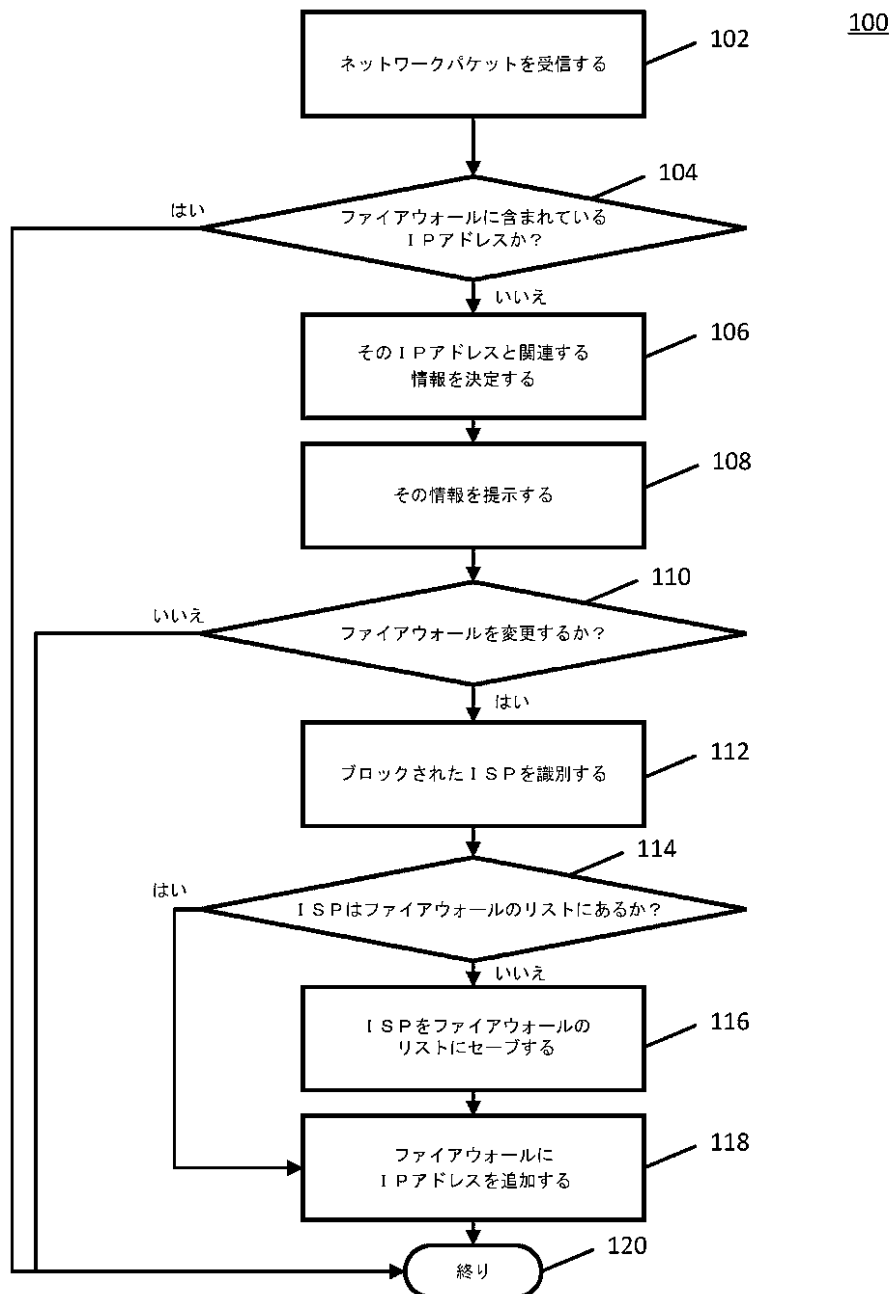 100
ネットワークパケットを受信する
102
ファイアウォールに含まれている
ＩＰアドレスか？
104
はい
いいえ
そのＩＰアドレスと関連する
情報を決定する
106
その情報を提示する
108
ファイアウォールを変更するか？
110
いいえ
はい
ブロックされたＩＳＰを識別する
112
ＩＳＰはファイアウォールのリストにあるか？
114
はい
いいえ
ＩＳＰをファイアウォールの
リストにセーブする
116
ファイアウォールに
ＩＰアドレスを追加する
118
終り
120